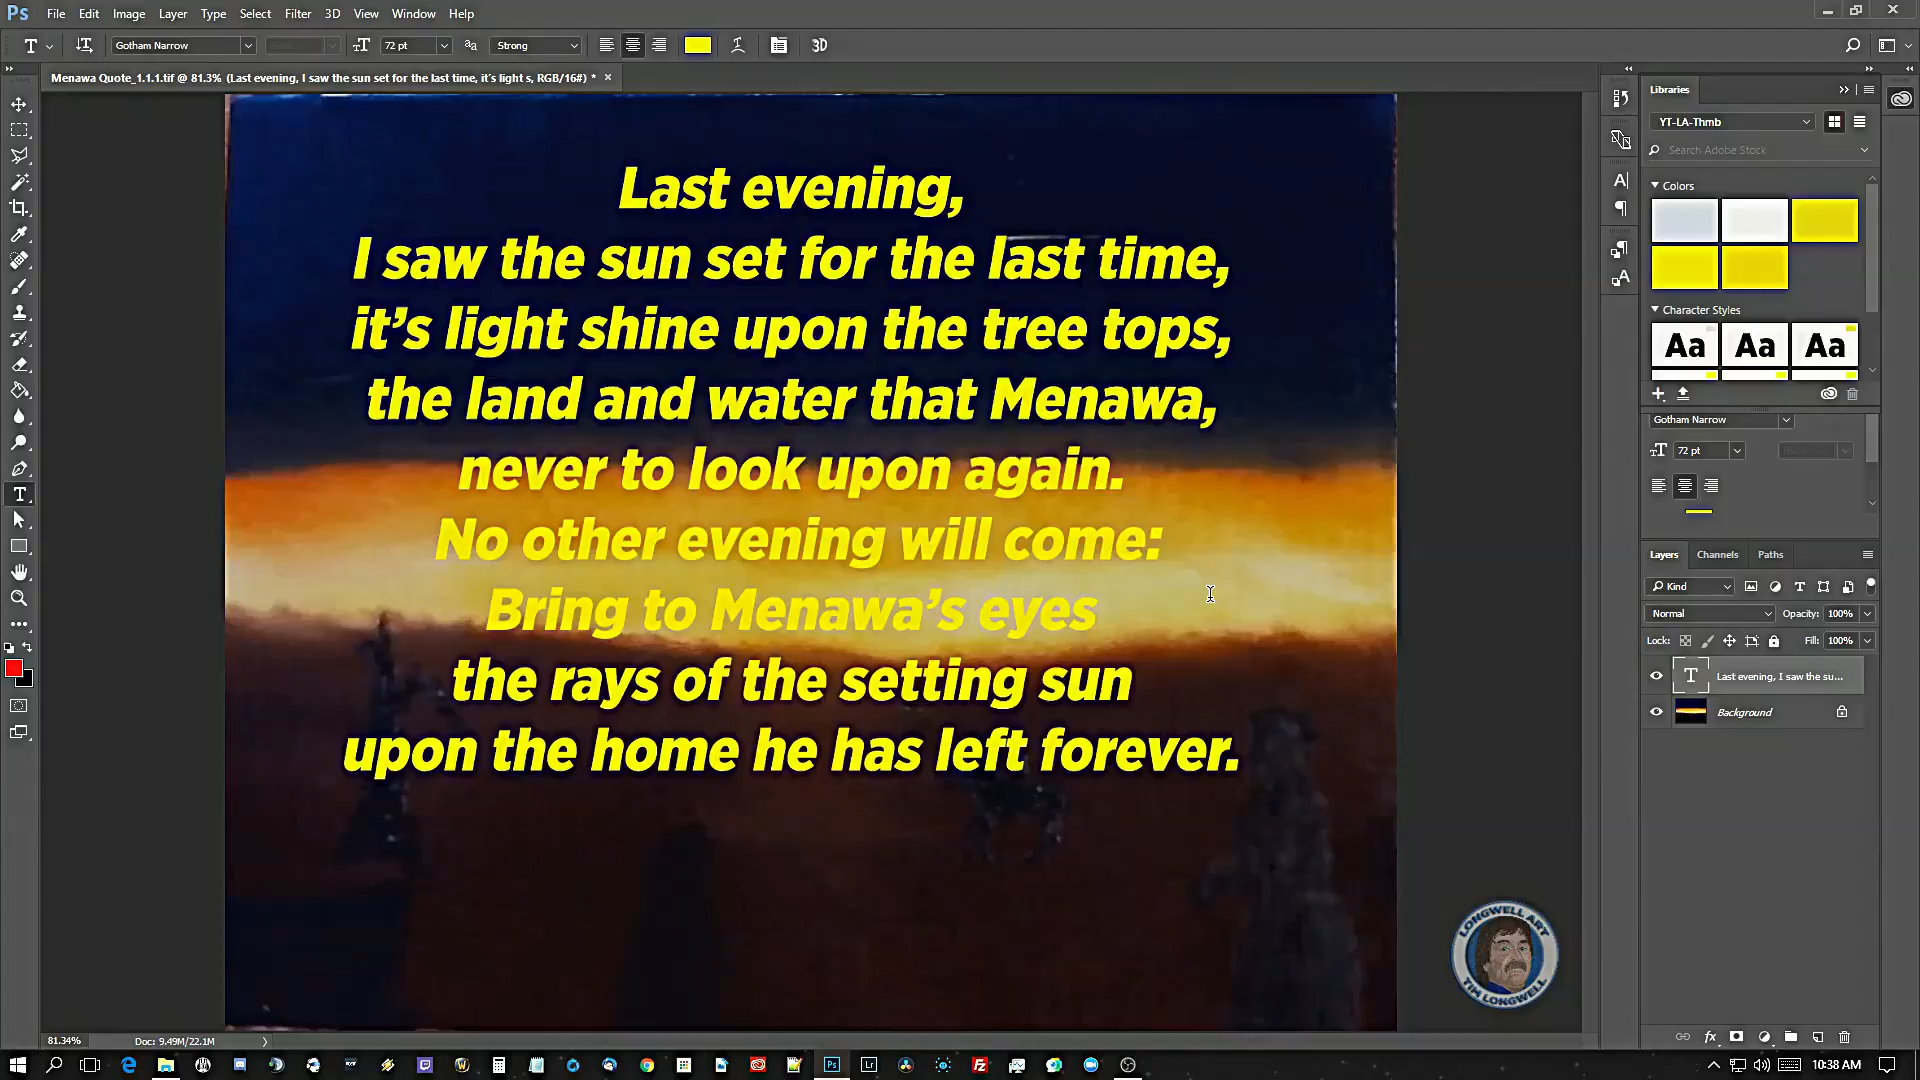 Ps File Edit Image Layer Type Select Filter 3D View Window Help
T Gotham Narrow 72 pt aa Strong 3D
Menawa Quote_1.1.1.tif @ 81.3% (Last evening, I saw the sun set for the last time, it's light s, RGB/16#) * ×
Libraries
YT-LA-Thmb
Search Adobe Stock
Colors
Character Styles
Aa Aa Aa
Gotham Narrow
72 pt
Layers Channels Paths
Kind
Normal Opacity: 100%
Lock: Fill: 100%
T Last evening, I saw the su...
Background
Last evening,
I saw the sun set for the last time,
it’s light shine upon the tree tops,
the land and water that Menawa,
never to look upon again.
No other evening will come:
Bring to Menawa’s eyes
the rays of the setting sun
upon the home he has left forever.
LONGWELL ART
TIM LONGWELL
81.34% Doc: 9.49M/22.1M
fx
Ps Lr Fz
10:38 AM